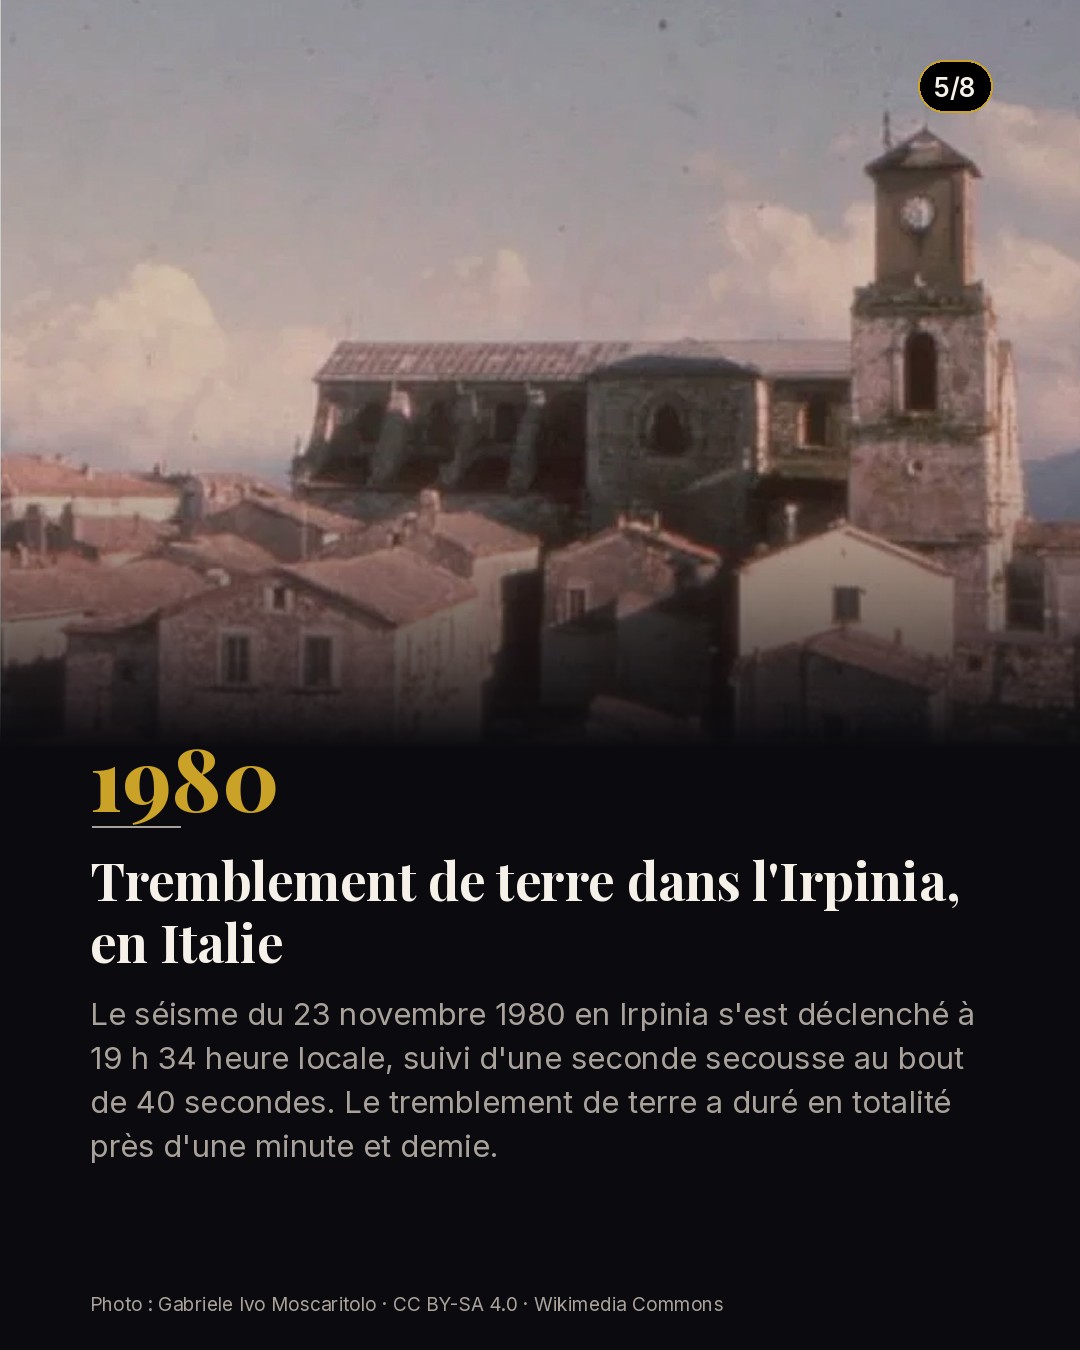 5/8
1980
Tremblement de terre dans l'Irpinia,
en Italie
Le séisme du 23 novembre 1980 en Irpinia s'est déclenché à
19 h 34 heure locale, suivi d'une seconde secousse au bout
de 40 secondes. Le tremblement de terre a duré en totalité
près d'une minute et demie.
Photo : Gabriele Ivo Moscaritolo · CC BY-SA 4.0 · Wikimedia Commons